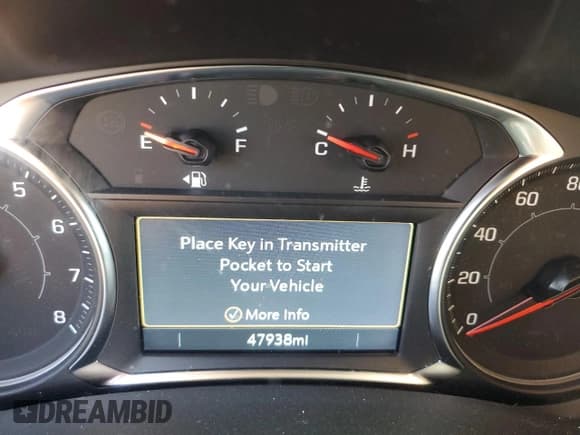 E F
C H
5
6
7
8
Place Key in Transmitter
Pocket to Start
Your Vehicle
More Info
47938mi
80
60
40
20
0
DREAMBID